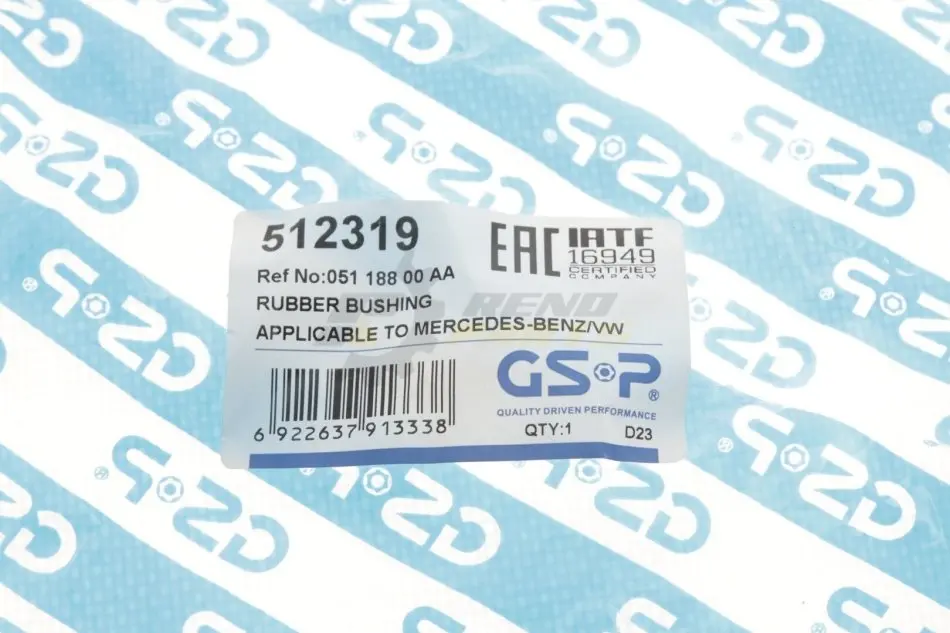 512319
EAC
IATF
16949
CERTIFIED
COMPANY
Ref No:051 188 00 AA
RUBBER BUSHING
APPLICABLE TO MERCEDES-BENZ/VW
GSP®
QUALITY DRIVEN PERFORMANCE
6 922637 913338
QTY:1
D23
RENO